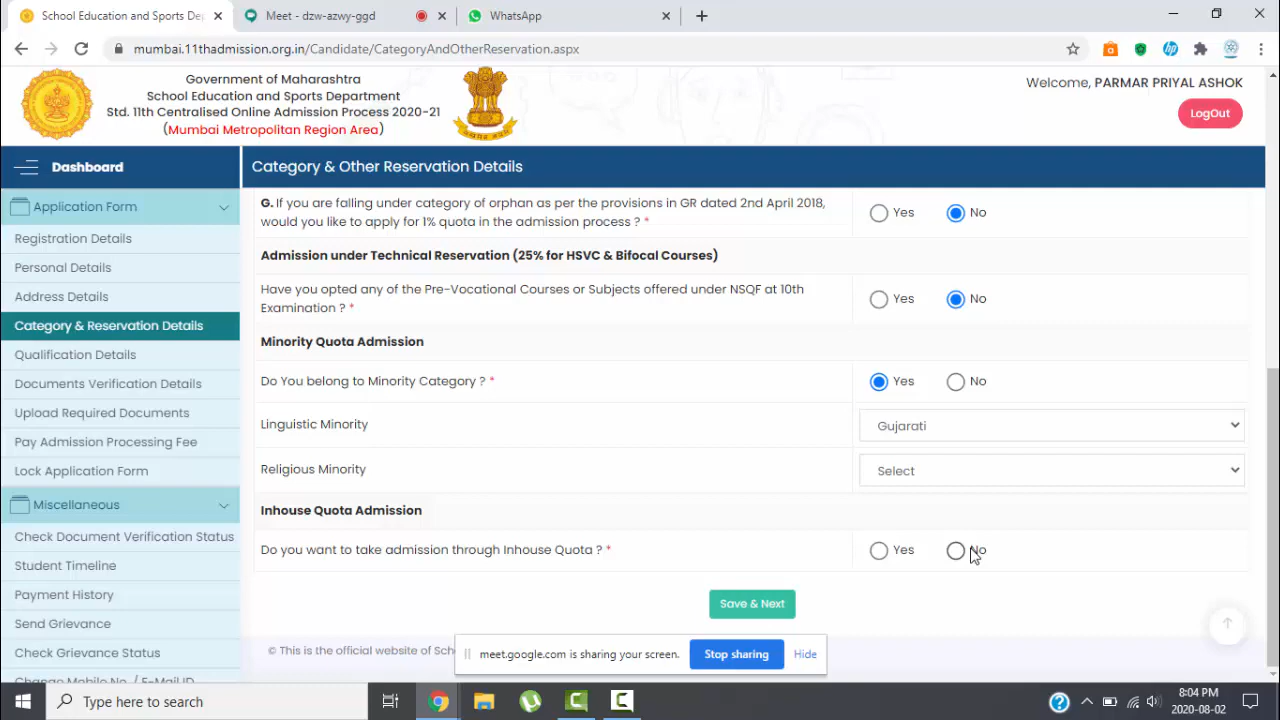 School Education and Sports De
Meet - dzw-azwy-ggd
WhatsApp
mumbai.11thadmission.org.in/Candidate/CategoryAndOtherReservation.aspx
Government of Maharashtra
School Education and Sports Department
Std. 11th Centralised Online Admission Process 2020-21
(Mumbai Metropolitan Region Area)
Welcome, PARMAR PRIYAL ASHOK
LogOut
Dashboard
Application Form
Registration Details
Personal Details
Address Details
Category & Reservation Details
Qualification Details
Documents Verification Details
Upload Required Documents
Pay Admission Processing Fee
Lock Application Form
Miscellaneous
Check Document Verification Status
Student Timeline
Payment History
Send Grievance
Check Grievance Status
Change Mobile No. / E-Mail ID
Category & Other Reservation Details
G. If you are falling under category of orphan as per the provisions in GR dated 2nd April 2018,
would you like to apply for 1% quota in the admission process ? *
Yes No
Admission under Technical Reservation (25% for HSVC & Bifocal Courses)
Have you opted any of the Pre-Vocational Courses or Subjects offered under NSQF at 10th
Examination ? *
Yes No
Minority Quota Admission
Do You belong to Minority Category ? * Yes No
Linguistic Minority Gujarati
Religious Minority Select
Inhouse Quota Admission
Do you want to take admission through Inhouse Quota ? * Yes No
Save & Next
© This is the official website of Sch
meet.google.com is sharing your screen. Stop sharing Hide
Type here to search
8:04 PM
2020-08-02